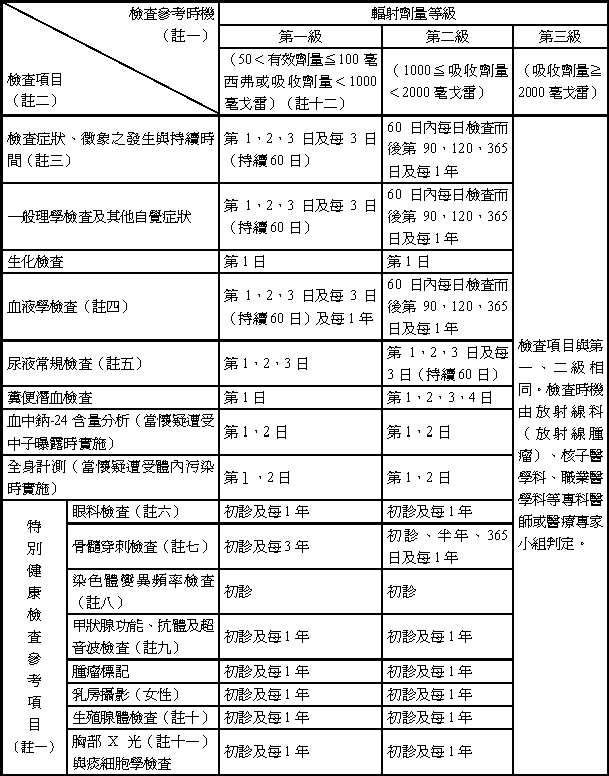 檢查參考時機
（註一）
檢查項目
（註二）
輻射劑量等級
第一級
第二級
第三級
（50＜有效劑量≦100 毫
西弗或吸收劑量＜1000
毫戈雷）（註十二）
（1000≦吸收劑量
＜2000 毫戈雷）
（吸收劑量≧
2000 毫戈雷）
檢查症狀、徵象之發生與持續時
間（註三）
第 1，2，3 日及每 3 日
（持續60 日）
60 日內每日檢查而
後第 90，120，365
日及每1 年
一般理學檢查及其他自覺症狀
第 1，2，3 日及每 3 日
（持續60 日）
60 日內每日檢查而
後第 90，120，365
日及每1 年
生化檢查
第1 日
第1 日
血液學檢查（註四）
第 1，2，3 日及每 3 日
（持續60 日）及每1 年
60 日內每日檢查而
後第 90，120，365
日及每1 年
尿液常規檢查（註五）
第1，2，3 日
第 1，2，3 日及每
3 日（持續60 日）
糞便潛血檢查
第1 日
第1，2，3，4 日
血中鈉-24 含量分析（當懷疑遭受
中子曝露時實施）
第1，2 日
第1，2 日
全身計測（當懷疑遭受體內污染
時實施）
第1，2 日
第1，2 日
檢查項目與第
一、二級相
同。檢查時機
由放射線科
（放射線腫
瘤）、核子醫
學科、職業醫
學科等專科醫
師或醫療專家
小組判定。
特
別
健
康
檢
查
參
考
項
目
（註一）
眼科檢查（註六）
初診及每1 年
初診及每1 年
骨髓穿刺檢查（註七）
初診及每3 年
初診、半年、365
日及每1 年
染色體變異頻率檢查
（註八）
初診
初診
甲狀腺功能、抗體及超
音波檢查（註九）
初診及每1 年
初診及每1 年
腫瘤標記
初診及每1 年
初診及每1 年
乳房攝影（女性）
初診及每1 年
初診及每1 年
生殖腺體檢查（註十）
初診及每1 年
初診及每1 年
胸部 X 光（註十一）
與痰細胞學檢查
初診及每1 年
初診及每1 年